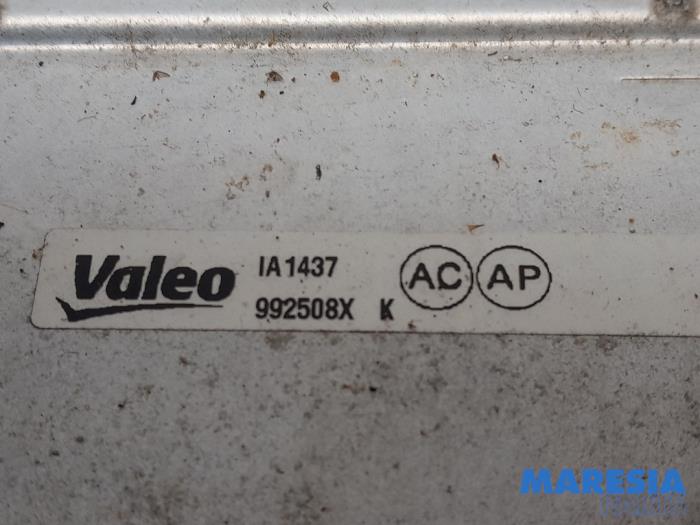 Valeo
IA1437
992508X K
AC AP
MARESIA